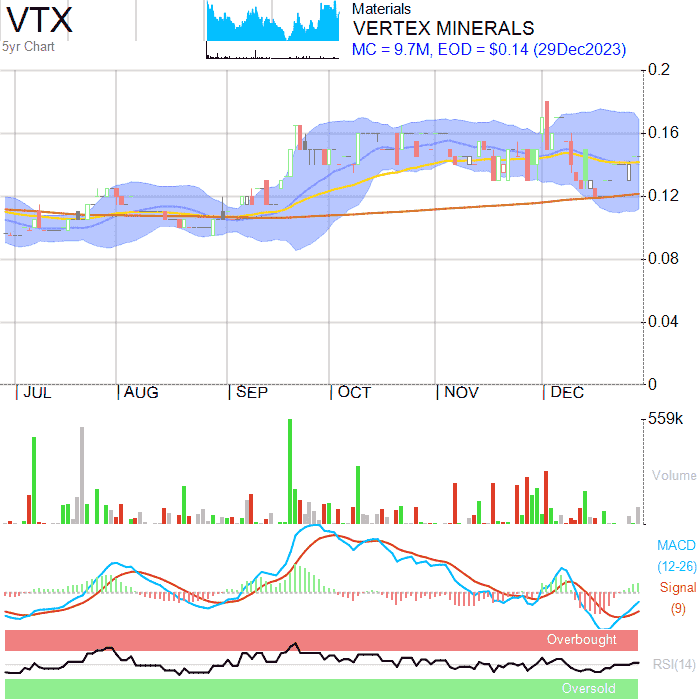 VTX
5yr Chart
Materials
VERTEX MINERALS
MC = 9.7M, EOD = $0.14 (29Dec2023)
0.2
0.16
0.12
0.08
0.04
0
JUL AUG SEP OCT NOV DEC
559k
Volume
MACD
(12-26)
Signal
(9)
Overbought
RSI(14)
Oversold